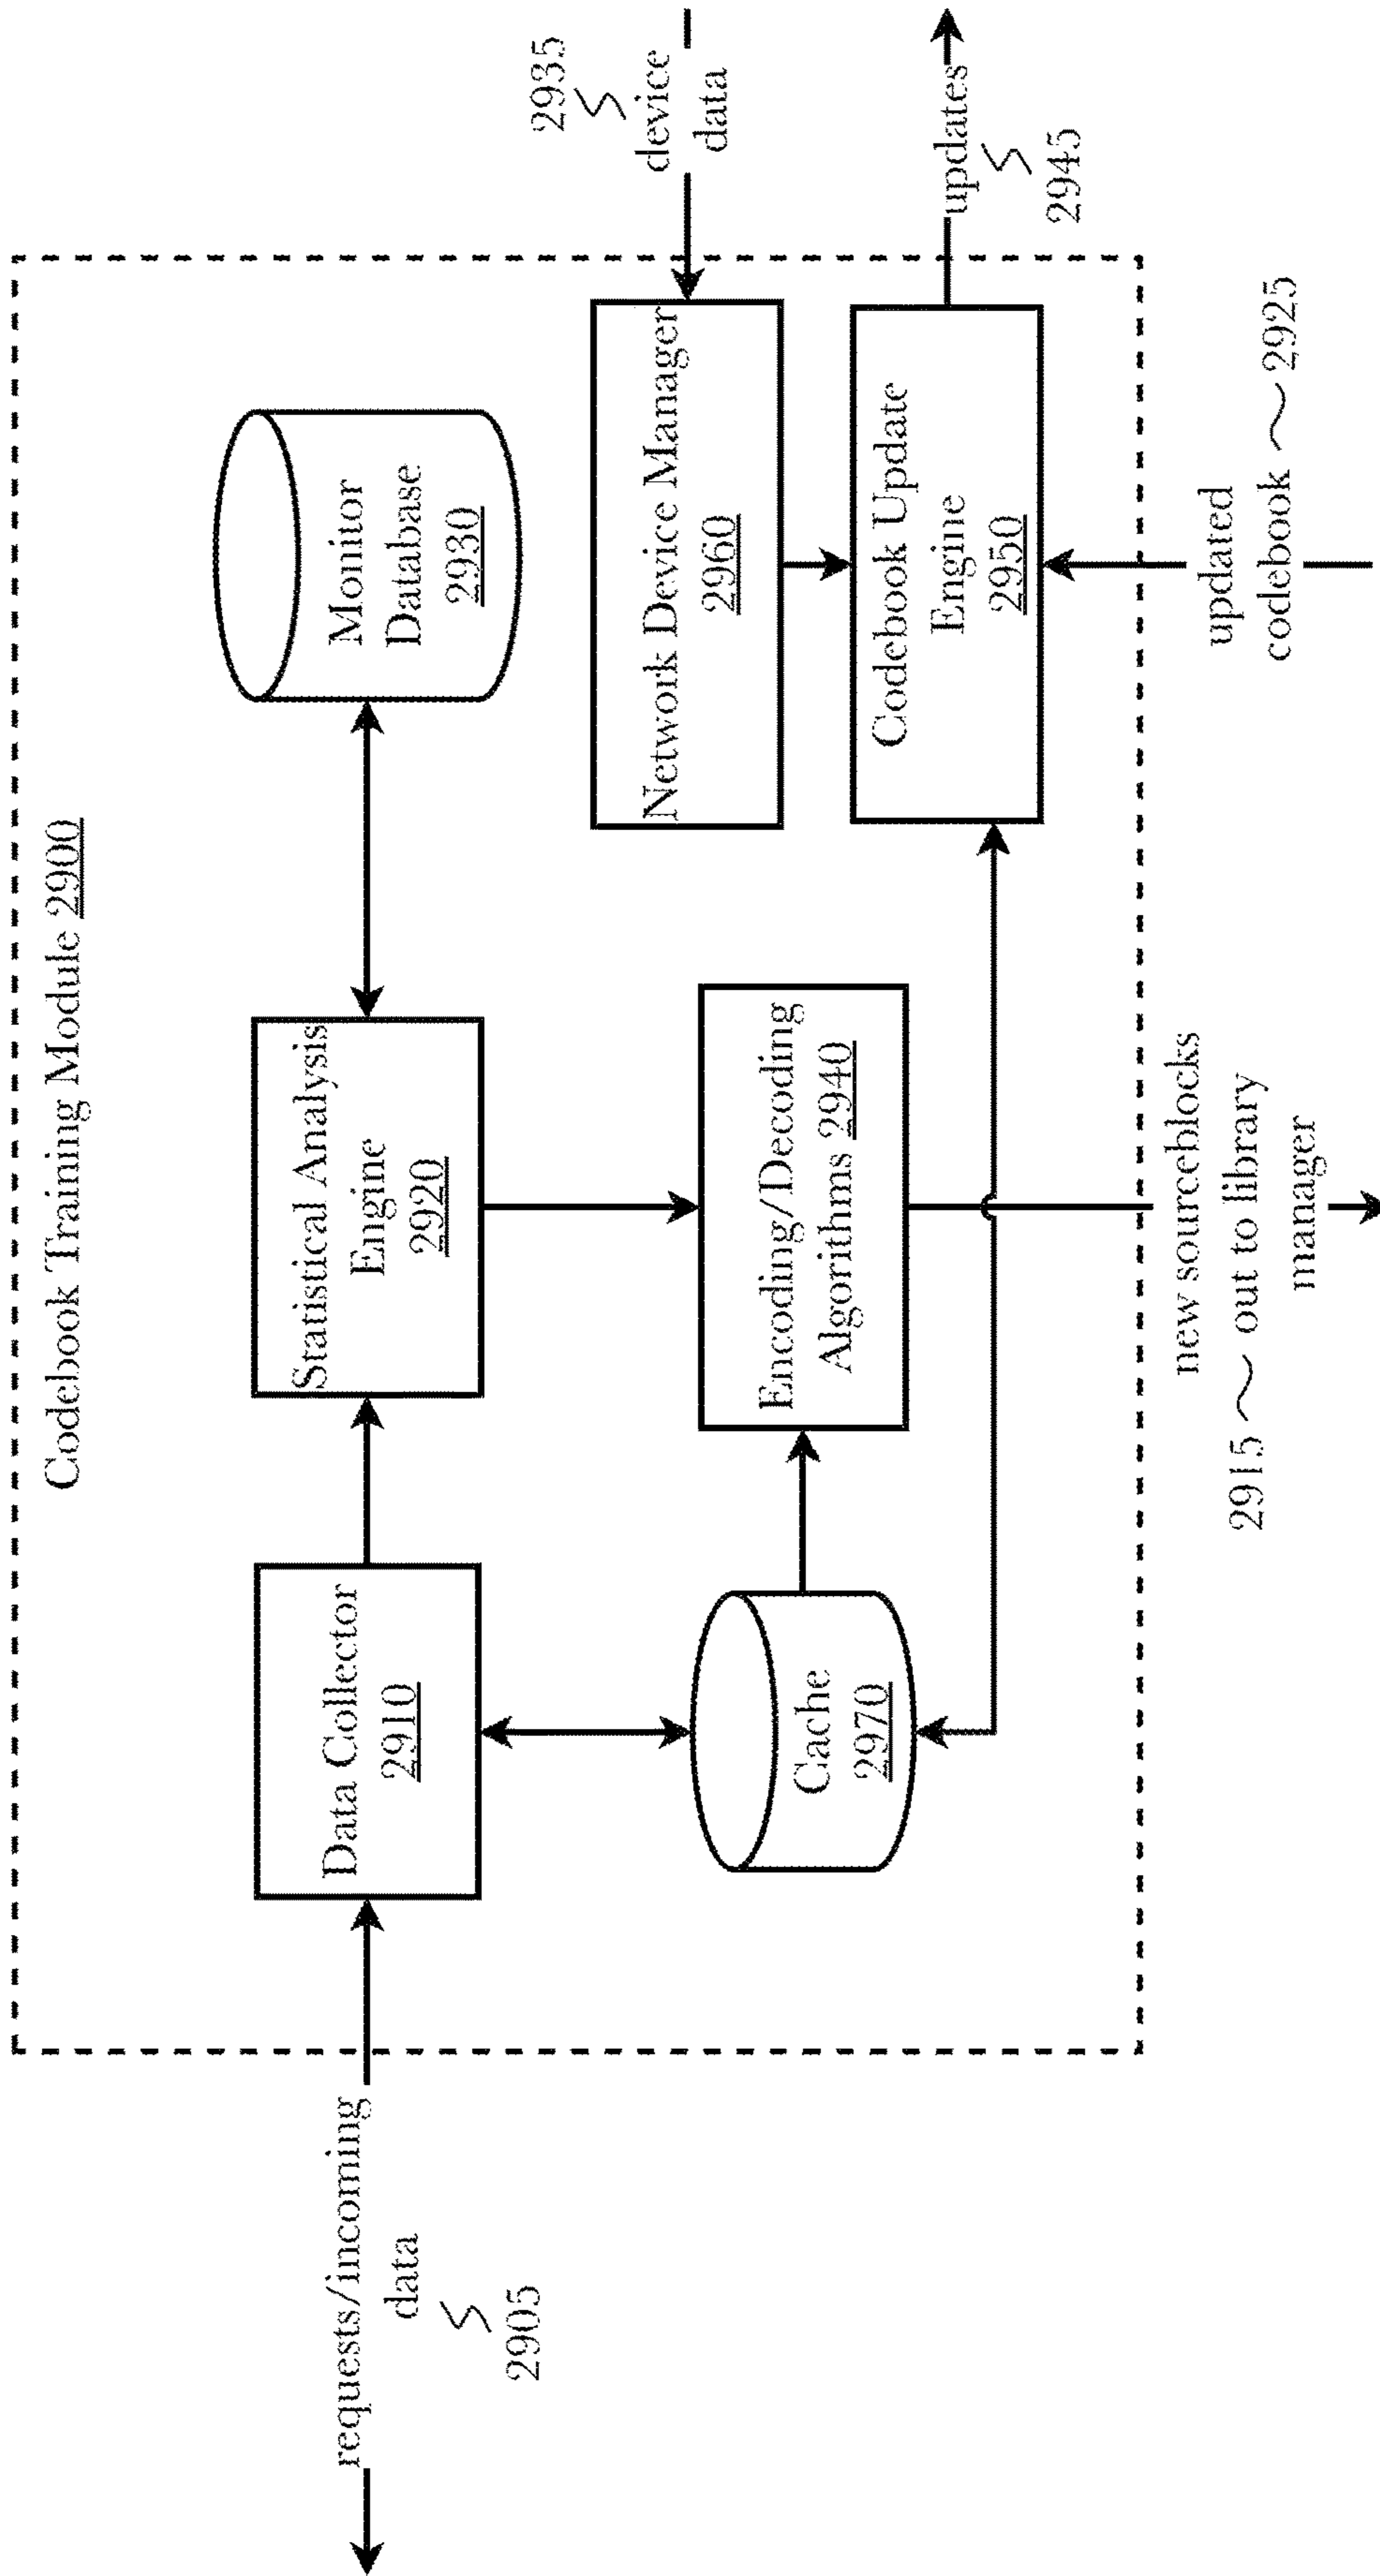 Codebook Training Module 2900
requests/incoming
data
2905
Data Collector
2910
Statistical Analysis
Engine
2920
Monitor
Database
2930
Cache
2970
Encoding/Decoding
Algorithms 2940
Network Device Manager
2960
2935
device
data
Codebook Update
Engine
2950
updates
2945
new sourceblocks
2915 ~ out to library
manager
updated
codebook ~ 2925